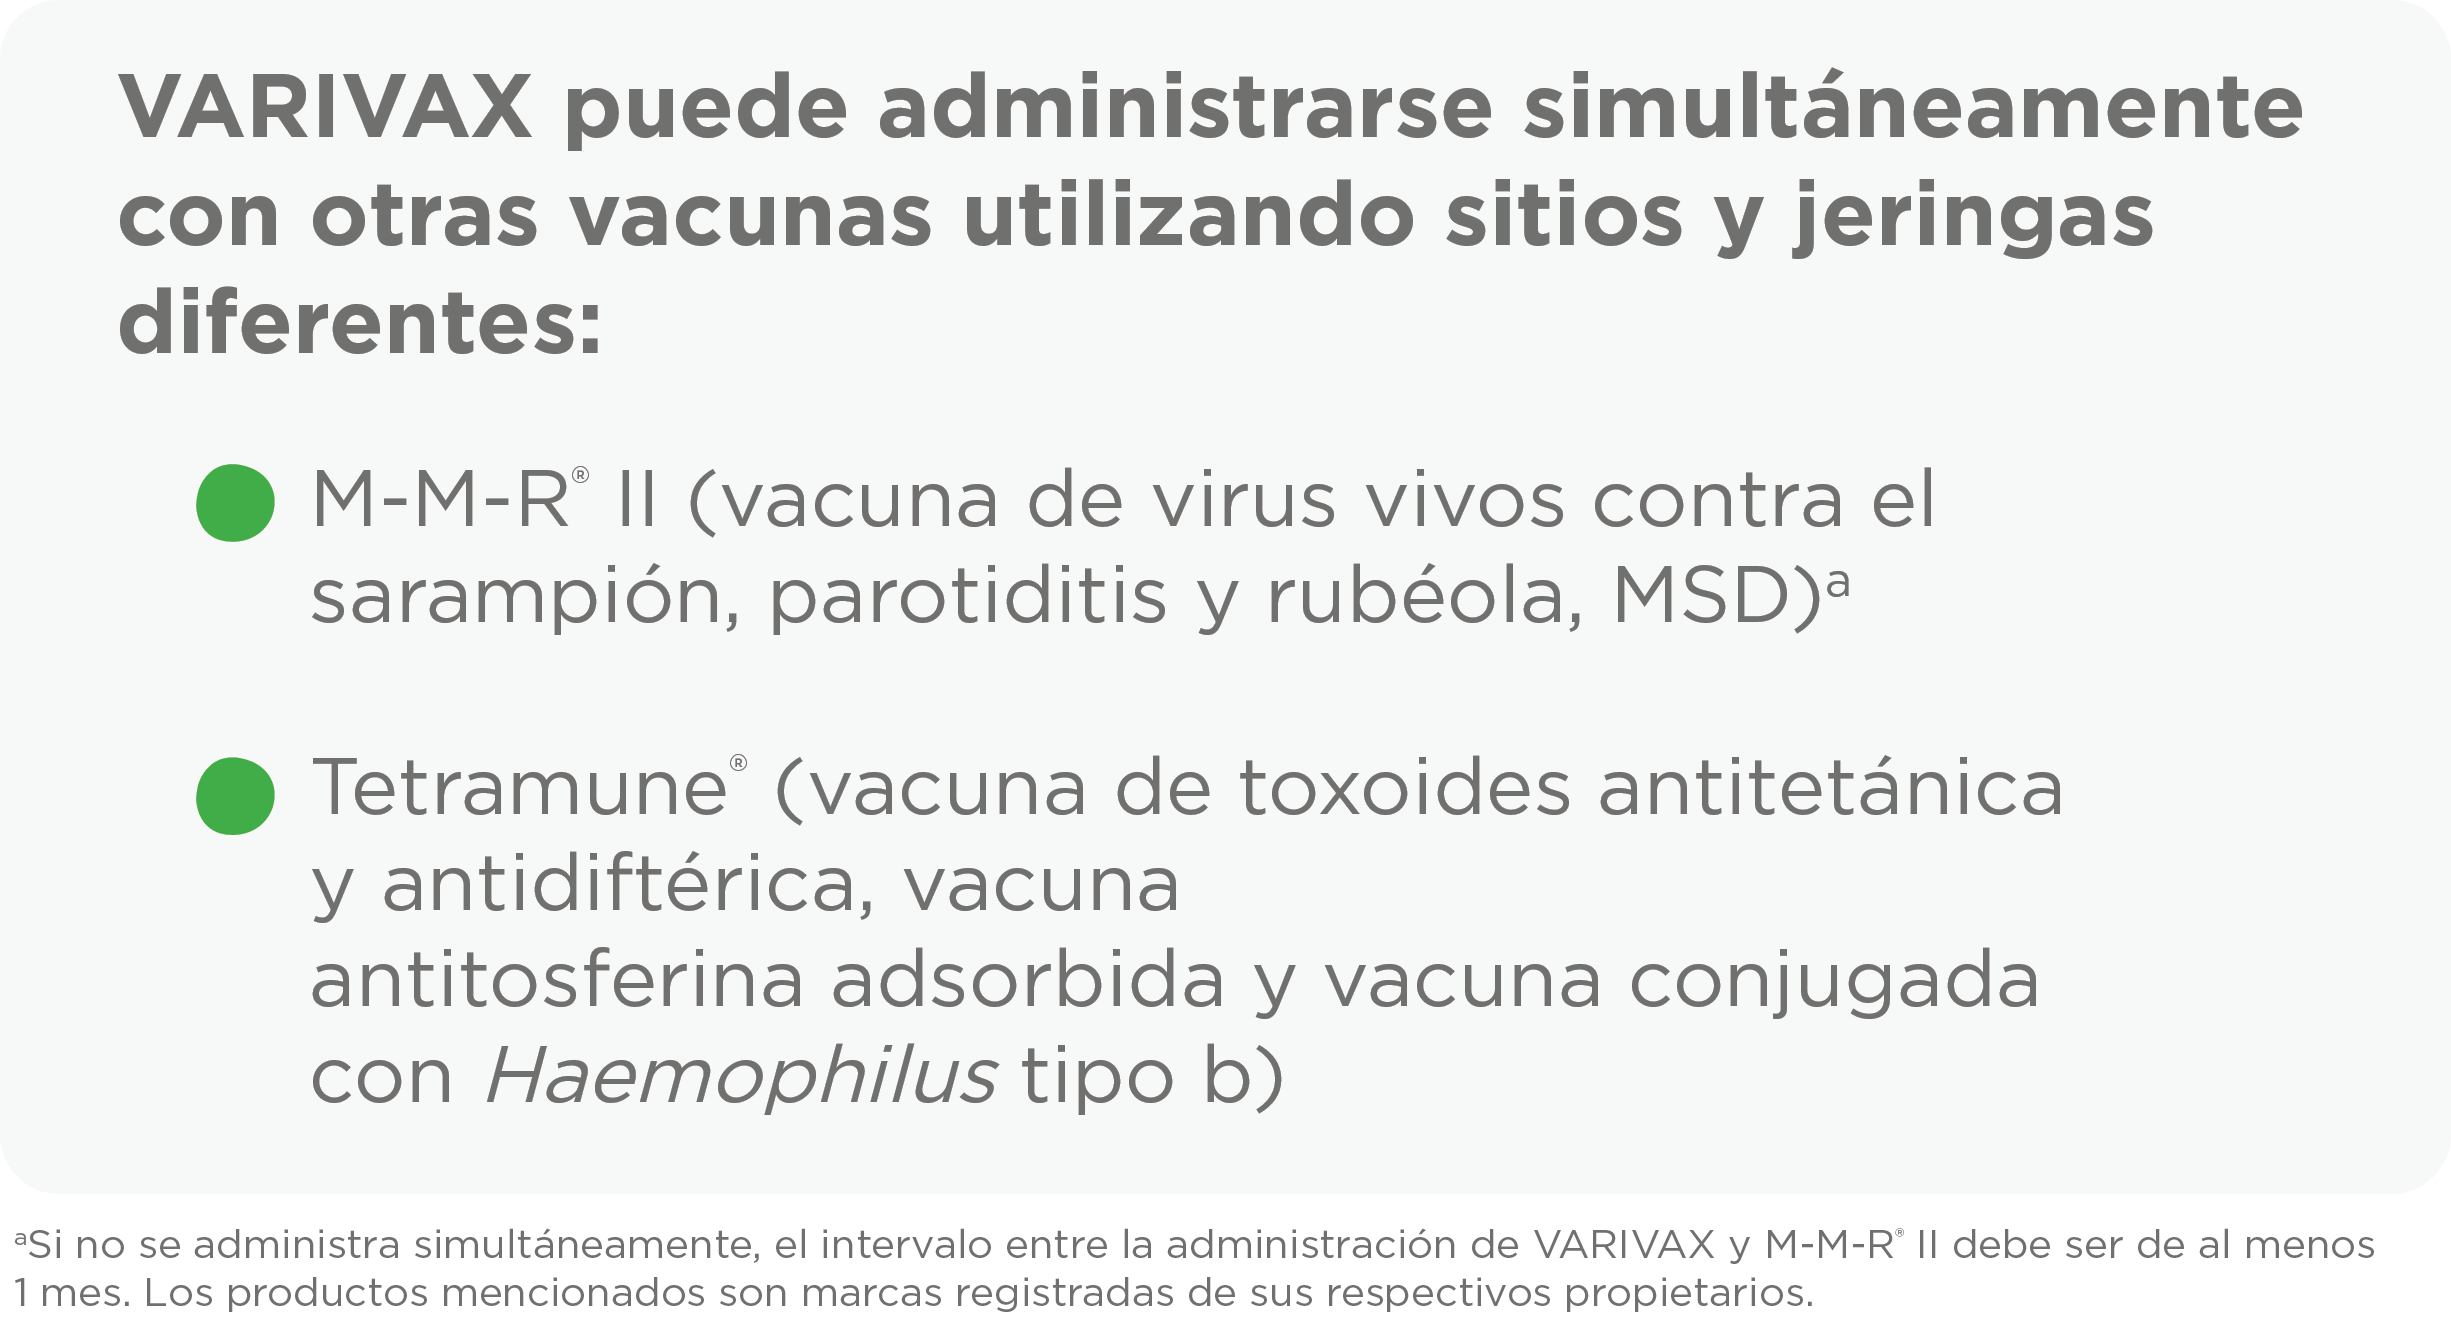 VARIVAX puede administrarse simultáneamente
con otras vacunas utilizando sitios y jeringas
diferentes:
M-M-R® II (vacuna de virus vivos contra el
sarampión, parotiditis y rubéola, MSD)ª
Tetramune® (vacuna de toxoides antitetánica
y antidiftérica, vacuna
antitosferina adsorbida y vacuna conjugada
con Haemophilus tipo b)
ªSi no se administra simultáneamente, el intervalo entre la administración de VARIVAX y M-M-R® II debe ser de al menos
1 mes. Los productos mencionados son marcas registradas de sus respectivos propietarios.